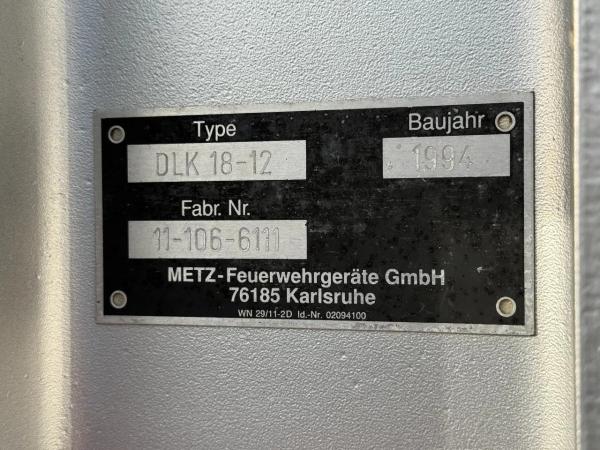 Type Baujahr
DLK 18-12 1994
Fabr. Nr.
11-106-6111
METZ-Feuerwehrgeräte GmbH
76185 Karlsruhe
WN 29/11-2D Id.-Nr. 02094100